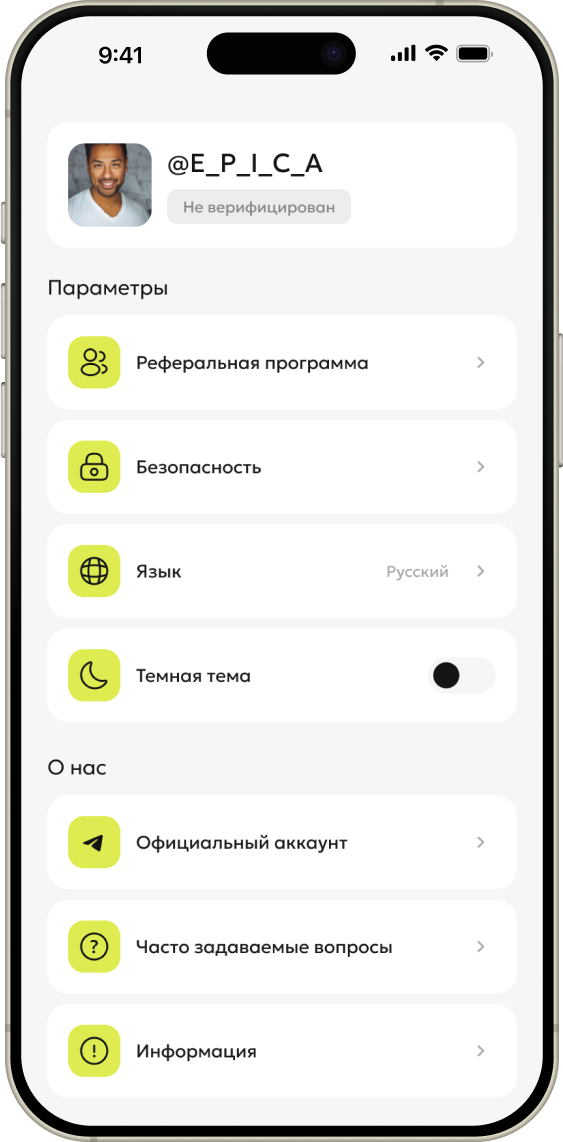 9:41
@E_P_I_C_A
Не верифицирован
Параметры
Реферальная программа
Безопасность
Язык
Русский
Темная тема
О нас
Официальный аккаунт
Часто задаваемые вопросы
Информация